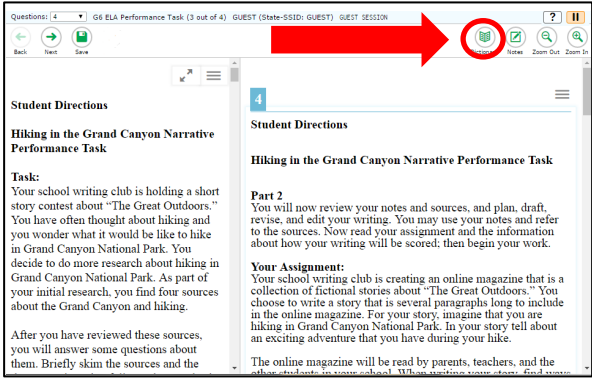 Questions: 4 G6 ELA Performance Task (3 out of 4) GUEST (State-SSID: GUEST) GUEST SESSION
?
Back Next Save
Notes Zoom Out Zoom In
Student Directions
Hiking in the Grand Canyon Narrative
Performance Task
Task:
Your school writing club is holding a short
story contest about “The Great Outdoors.”
You have often thought about hiking and
you wonder what it would be like to hike
in Grand Canyon National Park. You
decide to do more research about hiking in
Grand Canyon National Park. As part of
your initial research, you find four sources
about the Grand Canyon and hiking.
After you have reviewed these sources,
you will answer some questions about
them. Briefly skim the sources and the
4
Student Directions
Hiking in the Grand Canyon Narrative Performance Task
Part 2
You will now review your notes and sources, and plan, draft,
revise, and edit your writing. You may use your notes and refer
to the sources. Now read your assignment and the information
about how your writing will be scored; then begin your work.
Your Assignment:
Your school writing club is creating an online magazine that is a
collection of fictional stories about “The Great Outdoors.” You
choose to write a story that is several paragraphs long to include
in the online magazine. For your story, imagine that you are
hiking in Grand Canyon National Park. In your story tell about
an exciting adventure that you have during your hike.
The online magazine will be read by parents, teachers, and the
other students in your school. When writing your story, find ways